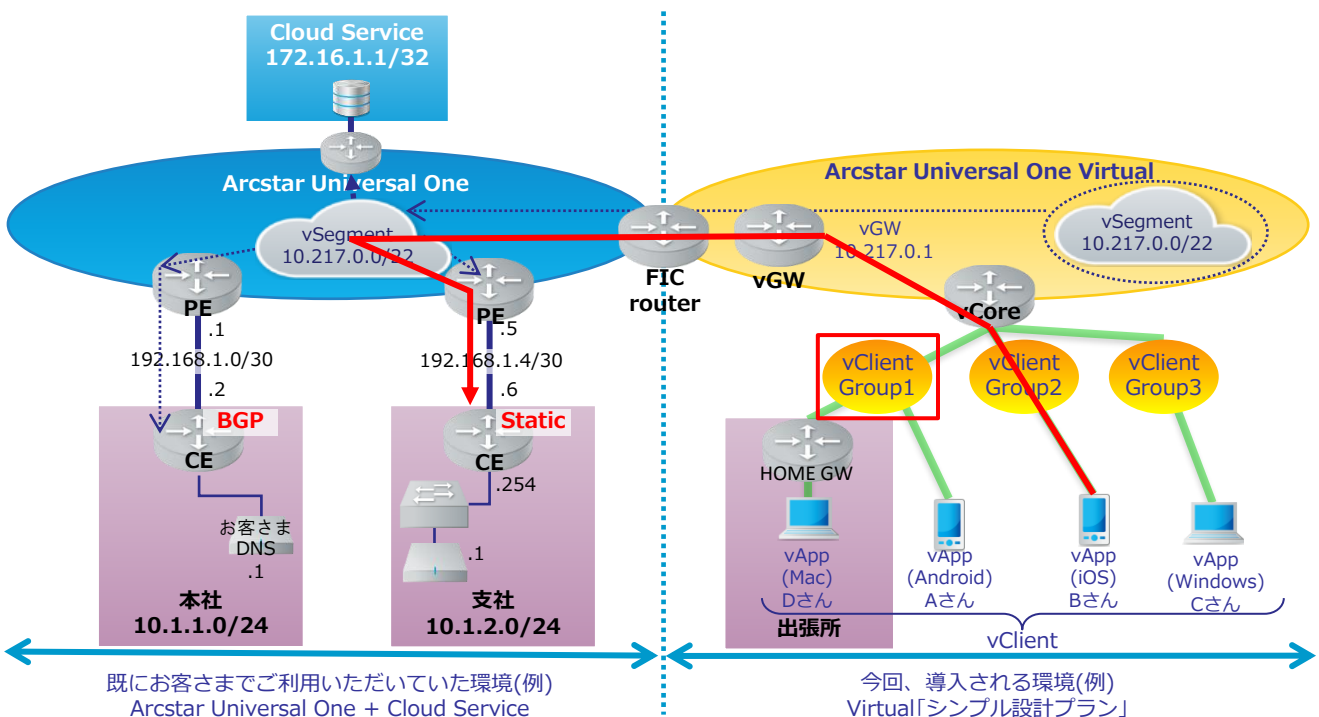 Cloud Service
172.16.1.1/32
Arcstar Universal One
Arcstar Universal One Virtual
vSegment
10.217.0.0/22
vGW
10.217.0.1
vSegment
10.217.0.0/22
FIC
router
vGW
vCore
PE
.1
192.168.1.0/30
.2
PE
.5
192.168.1.4/30
.6
BGP
CE
お客さま
DNS
.1
本社
10.1.1.0/24
Static
CE
.254
.1
支社
10.1.2.0/24
vClient
Group1
vClient
Group2
vClient
Group3
HOME GW
vApp
(Mac)
Dさん
出張所
vApp
(Android)
Aさん
vApp
(iOS)
Bさん
vApp
(Windows)
Cさん
vClient
既にお客さまでご利用いただいていた環境(例)
Arcstar Universal One + Cloud Service
今回、導入される環境(例)
Virtual「シンプル設計プラン」